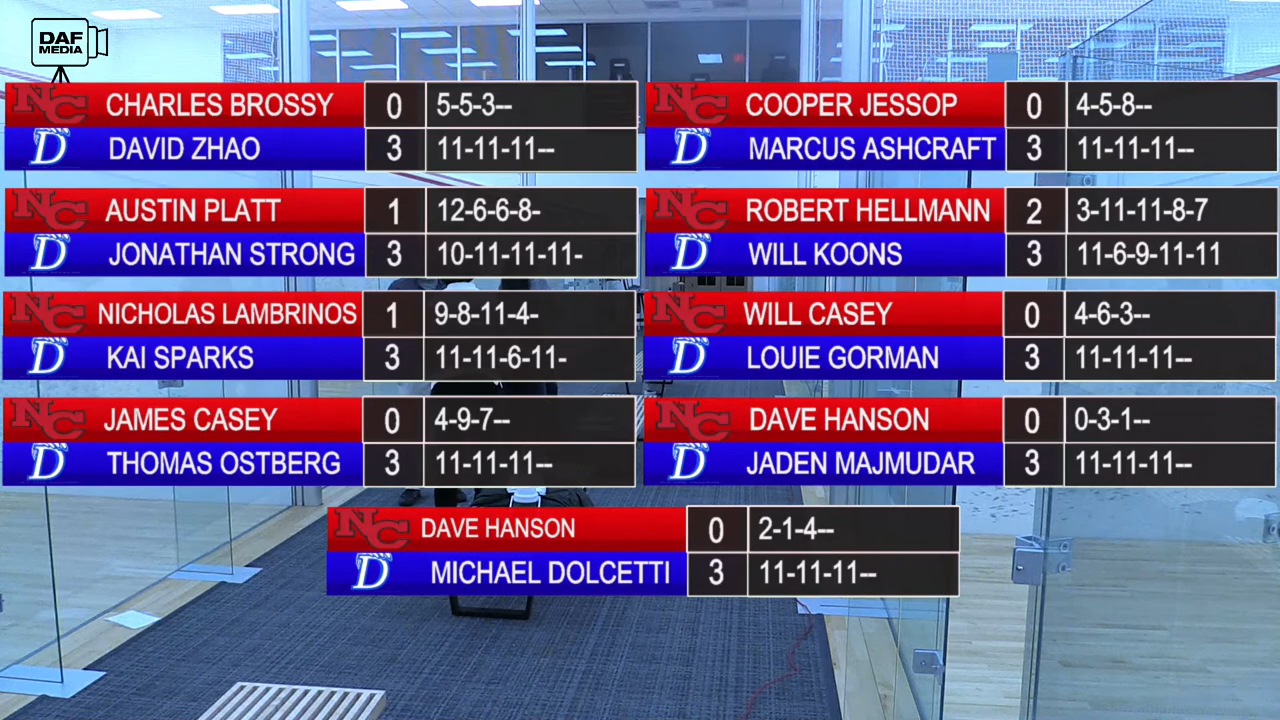 DAF
MEDIA
NC CHARLES BROSSY 0 5-5-3--
D DAVID ZHAO 3 11-11-11--
NC COOPER JESSOP 0 4-5-8--
D MARCUS ASHCRAFT 3 11-11-11--
NC AUSTIN PLATT 1 12-6-6-8-
D JONATHAN STRONG 3 10-11-11-11-
NC ROBERT HELLMANN 2 3-11-11-8-7
D WILL KOONS 3 11-6-9-11-11
NC NICHOLAS LAMBRINOS 1 9-8-11-4-
D KAI SPARKS 3 11-11-6-11-
NC WILL CASEY 0 4-6-3--
D LOUIE GORMAN 3 11-11-11--
NC JAMES CASEY 0 4-9-7--
D THOMAS OSTBERG 3 11-11-11--
NC DAVE HANSON 0 0-3-1--
D JADEN MAJMUDAR 3 11-11-11--
NC DAVE HANSON 0 2-1-4--
D MICHAEL DOLCETTI 3 11-11-11--